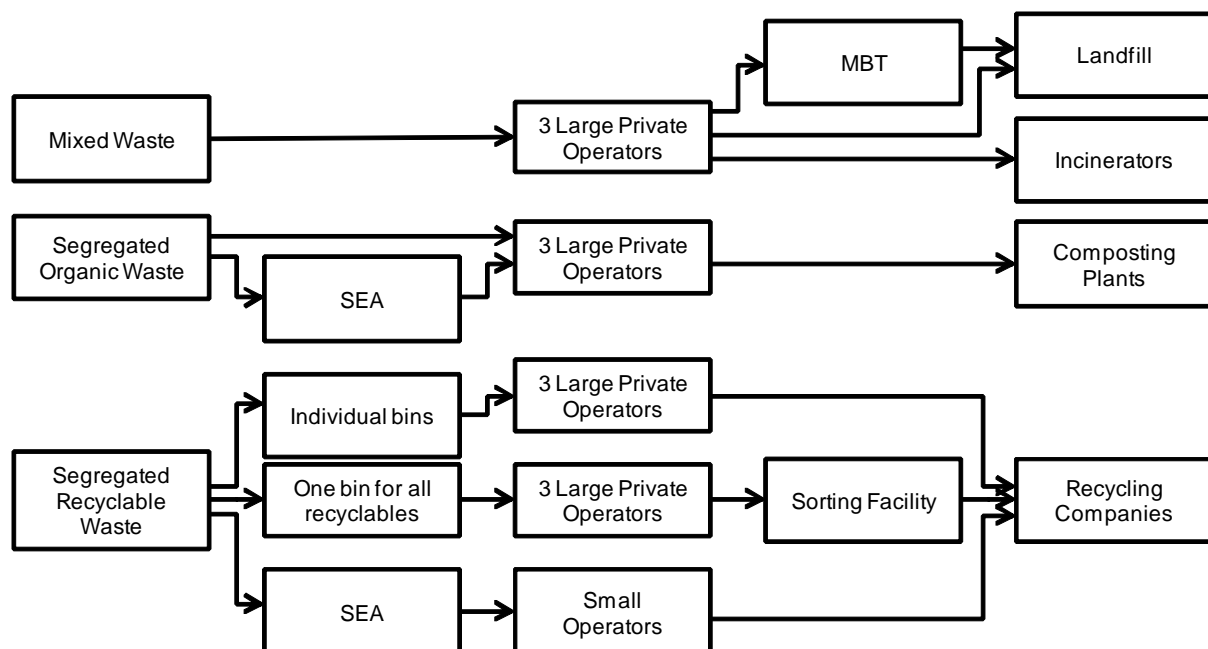 MBT
Landfill
Mixed Waste
3 Large Private
Operators
Incinerators
Segregated
Organic Waste
SEA
3 Large Private
Operators
Composting
Plants
Individual bins
3 Large Private
Operators
Segregated
Recyclable
Waste
One bin for all
recyclables
3 Large Private
Operators
Sorting Facility
Recycling
Companies
SEA
Small
Operators